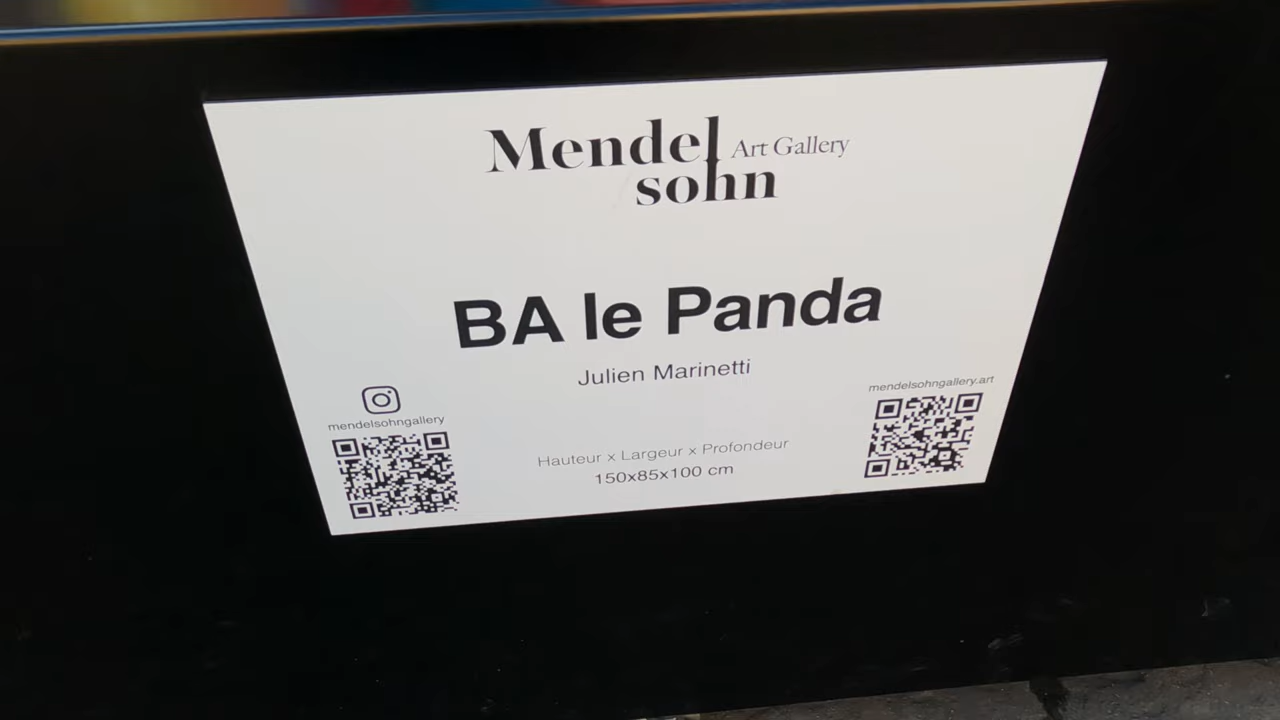 Mendel Art Gallery
sohn
BA le Panda
Julien Marinetti
mendelsohngallery
mendelsohngallery.art
Hauteur x Largeur x Profondeur
150x85x100 cm